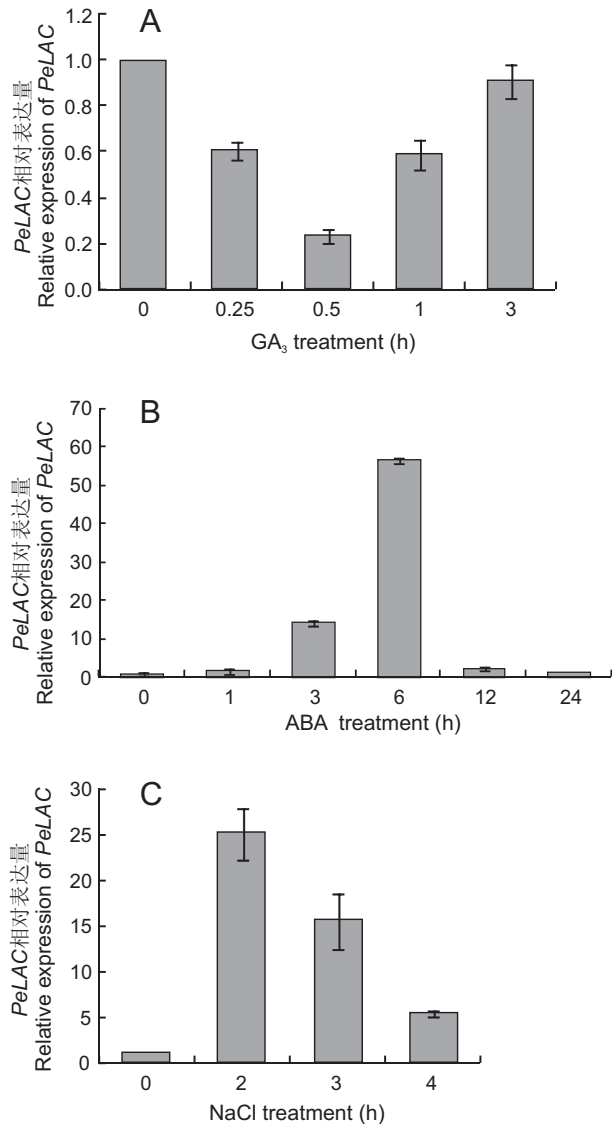 A
PeLAC相对表达量
Relative expression of PeLAC
1.2
1.0
0.8
0.6
0.4
0.2
0.0
0 0.25 0.5 1 3
GA₃ treatment (h)
B
PeLAC相对表达量
Relative expression of PeLAC
70
60
50
40
30
20
10
0
0 1 3 6 12 24
ABA treatment (h)
C
PeLAC相对表达量
Relative expression of PeLAC
30
25
20
15
10
5
0
0 2 3 4
NaCl treatment (h)